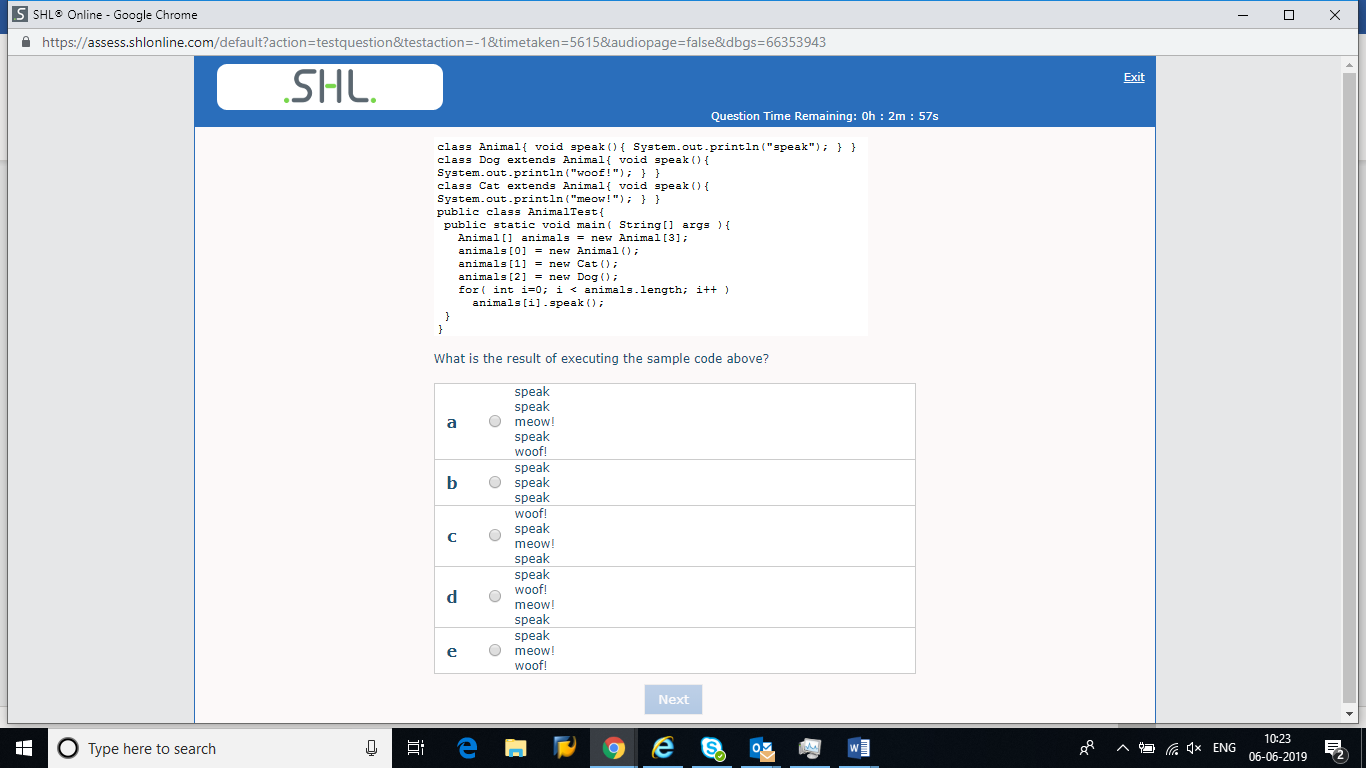 SHL® Online - Google Chrome
https://assess.shlonline.com/default?action=testquestion&testaction=-1&timetaken=5615&audiopage=false&dbgs=66353943
.SHL.
Exit
Question Time Remaining: 0h : 2m : 57s
class Animal{ void speak(){ System.out.println("speak"); } }
class Dog extends Animal{ void speak(){
System.out.println("woof!"); } }
class Cat extends Animal{ void speak(){
System.out.println("meow!"); } }
public class AnimalTest{
public static void main( String[] args ){
Animal[] animals = new Animal[3];
animals[0] = new Animal();
animals[1] = new Cat();
animals[2] = new Dog();
for( int i=0; i < animals.length; i++ )
animals[i].speak();
}
}
What is the result of executing the sample code above?
a
speak
speak
meow!
speak
woof!
b
speak
speak
speak
c
woof!
speak
meow!
speak
d
speak
woof!
meow!
speak
e
speak
meow!
woof!
Next
Type here to search
ENG
10:23
06-06-2019
2